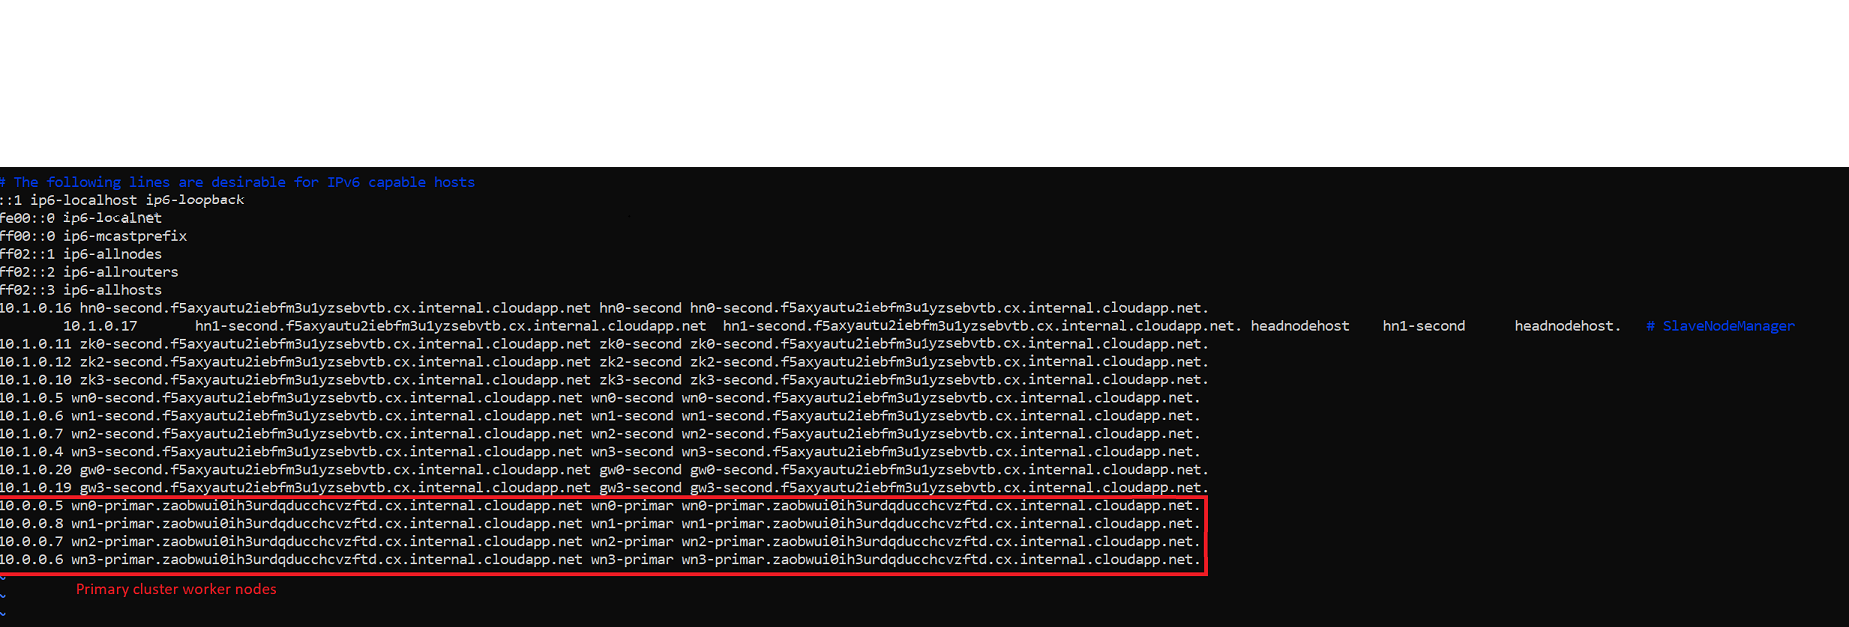 # The following lines are desirable for IPv6 capable hosts
::1 ip6-localhost ip6-loopback
fe00::0 ip6-localnet
ff00::0 ip6-mcastprefix
ff02::1 ip6-allnodes
ff02::2 ip6-allrouters
ff02::3 ip6-allhosts
10.1.0.16 hn0-second.f5axyautu2iebfm3u1yzsebvtb.cx.internal.cloudapp.net hn0-second hn0-second.f5axyautu2iebfm3u1yzsebvtb.cx.internal.cloudapp.net.
10.1.0.17 hn1-second.f5axyautu2iebfm3u1yzsebvtb.cx.internal.cloudapp.net hn1-second.f5axyautu2iebfm3u1yzsebvtb.cx.internal.cloudapp.net. headnodehost hn1-second headnodehost. # SlaveNodeManager
10.1.0.11 zk0-second.f5axyautu2iebfm3u1yzsebvtb.cx.internal.cloudapp.net zk0-second zk0-second.f5axyautu2iebfm3u1yzsebvtb.cx.internal.cloudapp.net.
10.1.0.12 zk2-second.f5axyautu2iebfm3u1yzsebvtb.cx.internal.cloudapp.net zk2-second zk2-second.f5axyautu2iebfm3u1yzsebvtb.cx.internal.cloudapp.net.
10.1.0.10 zk3-second.f5axyautu2iebfm3u1yzsebvtb.cx.internal.cloudapp.net zk3-second zk3-second.f5axyautu2iebfm3u1yzsebvtb.cx.internal.cloudapp.net.
10.1.0.5 wn0-second.f5axyautu2iebfm3u1yzsebvtb.cx.internal.cloudapp.net wn0-second wn0-second.f5axyautu2iebfm3u1yzsebvtb.cx.internal.cloudapp.net.
10.1.0.6 wn1-second.f5axyautu2iebfm3u1yzsebvtb.cx.internal.cloudapp.net wn1-second wn1-second.f5axyautu2iebfm3u1yzsebvtb.cx.internal.cloudapp.net.
10.1.0.7 wn2-second.f5axyautu2iebfm3u1yzsebvtb.cx.internal.cloudapp.net wn2-second wn2-second.f5axyautu2iebfm3u1yzsebvtb.cx.internal.cloudapp.net.
10.1.0.4 wn3-second.f5axyautu2iebfm3u1yzsebvtb.cx.internal.cloudapp.net wn3-second wn3-second.f5axyautu2iebfm3u1yzsebvtb.cx.internal.cloudapp.net.
10.1.0.20 gw0-second.f5axyautu2iebfm3u1yzsebvtb.cx.internal.cloudapp.net gw0-second gw0-second.f5axyautu2iebfm3u1yzsebvtb.cx.internal.cloudapp.net.
10.1.0.19 gw3-second.f5axyautu2iebfm3u1yzsebvtb.cx.internal.cloudapp.net gw3-second gw3-second.f5axyautu2iebfm3u1yzsebvtb.cx.internal.cloudapp.net.
10.0.0.5 wn0-primar.zaobwui0ih3urdqducchcvzftd.cx.internal.cloudapp.net wn0-primar wn0-primar.zaobwui0ih3urdqducchcvzftd.cx.internal.cloudapp.net.
10.0.0.8 wn1-primar.zaobwui0ih3urdqducchcvzftd.cx.internal.cloudapp.net wn1-primar wn1-primar.zaobwui0ih3urdqducchcvzftd.cx.internal.cloudapp.net.
10.0.0.7 wn2-primar.zaobwui0ih3urdqducchcvzftd.cx.internal.cloudapp.net wn2-primar wn2-primar.zaobwui0ih3urdqducchcvzftd.cx.internal.cloudapp.net.
10.0.0.6 wn3-primar.zaobwui0ih3urdqducchcvzftd.cx.internal.cloudapp.net wn3-primar wn3-primar.zaobwui0ih3urdqducchcvzftd.cx.internal.cloudapp.net.
~
Primary cluster worker nodes
~
~